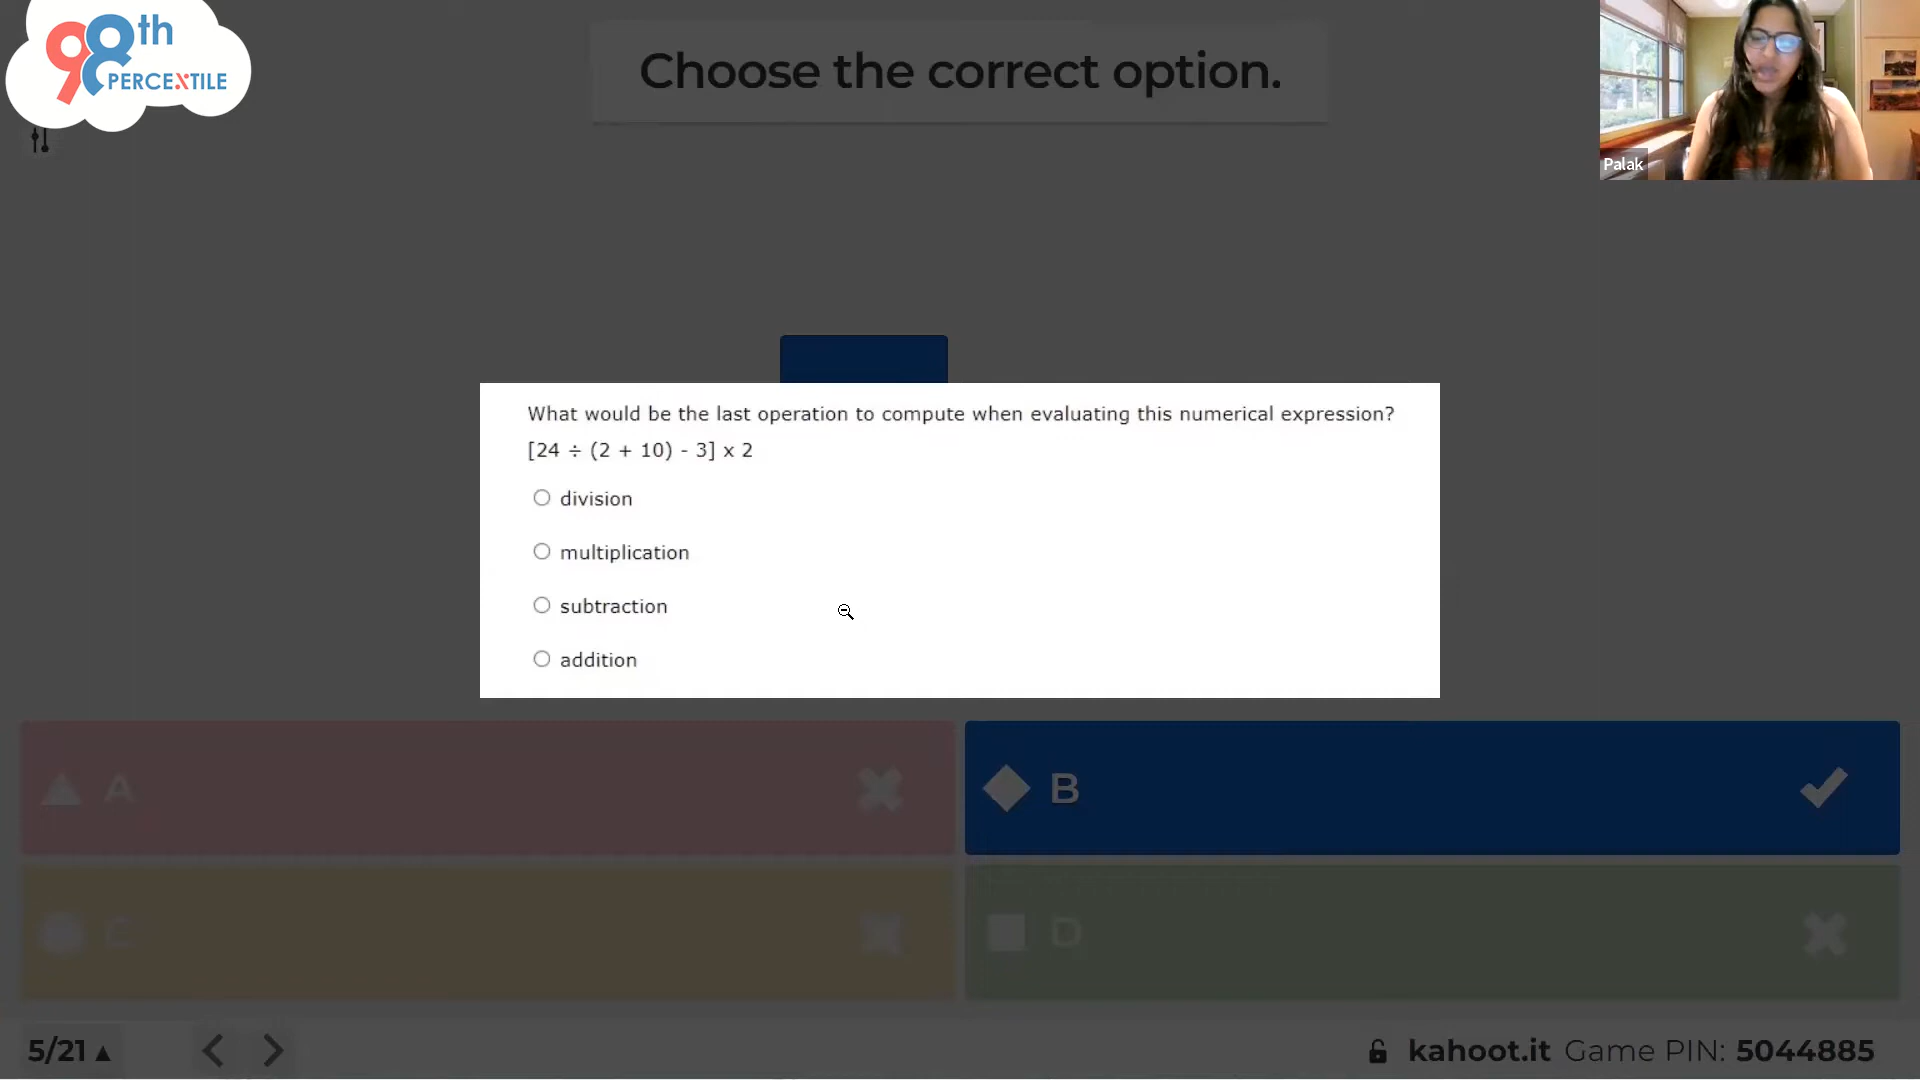 98th
PERCEXTILE
Choose the correct option.
Palak
What would be the last operation to compute when evaluating this numerical expression?
[24 ÷ (2 + 10) - 3] x 2
division
multiplication
subtraction
addition
A
B
C
D
5/21
kahoot.it Game PIN: 5044885